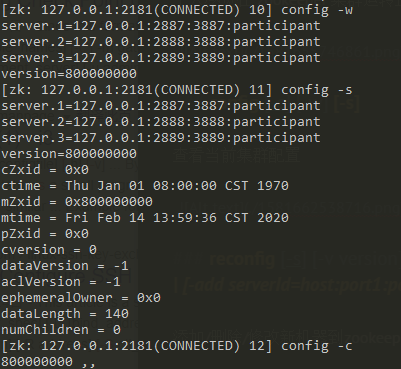 [zk: 127.0.0.1:2181(CONNECTED) 10] config -w
server.1=127.0.0.1:2887:3887:participant
server.2=127.0.0.1:2888:3888:participant
server.3=127.0.0.1:2889:3889:participant
version=800000000
[zk: 127.0.0.1:2181(CONNECTED) 11] config -s
server.1=127.0.0.1:2887:3887:participant
server.2=127.0.0.1:2888:3888:participant
server.3=127.0.0.1:2889:3889:participant
version=800000000
cZxid = 0x0
ctime = Thu Jan 01 08:00:00 CST 1970
mZxid = 0x800000000
mtime = Fri Feb 14 13:59:36 CST 2020
pZxid = 0x0
cversion = 0
dataVersion = -1
aclVersion = -1
ephemeralOwner = 0x0
dataLength = 140
numChildren = 0
[zk: 127.0.0.1:2181(CONNECTED) 12] config -c
800000000 ,,